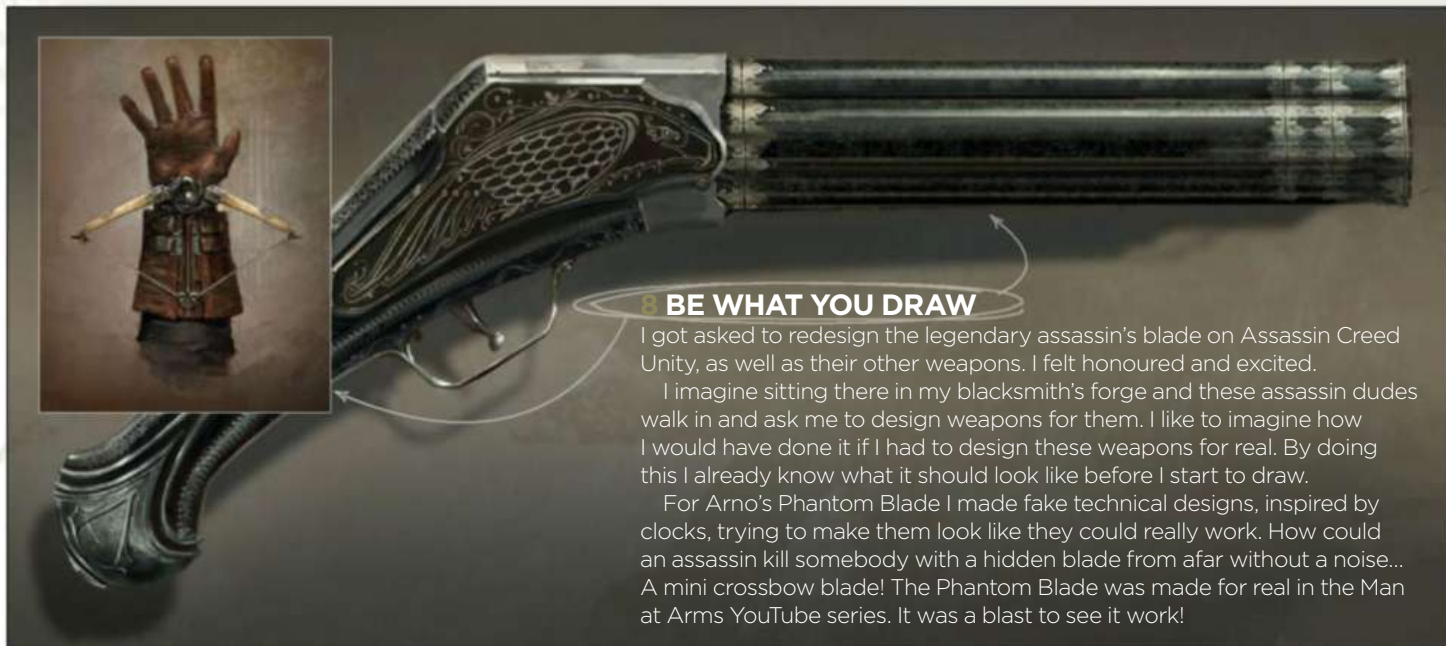 8 BE WHAT YOU DRAW
I got asked to redesign the legendary assassin’s blade on Assassin Creed
Unity, as well as their other weapons. I felt honoured and excited.
I imagine sitting there in my blacksmith’s forge and these assassin dudes
walk in and ask me to design weapons for them. I like to imagine how
I would have done it if I had to design these weapons for real. By doing
this I already know what it should look like before I start to draw.
For Arno’s Phantom Blade I made fake technical designs, inspired by
clocks, trying to make them look like they could really work. How could
an assassin kill somebody with a hidden blade from afar without a noise...
A mini crossbow blade! The Phantom Blade was made for real in the Man
at Arms YouTube series. It was a blast to see it work!